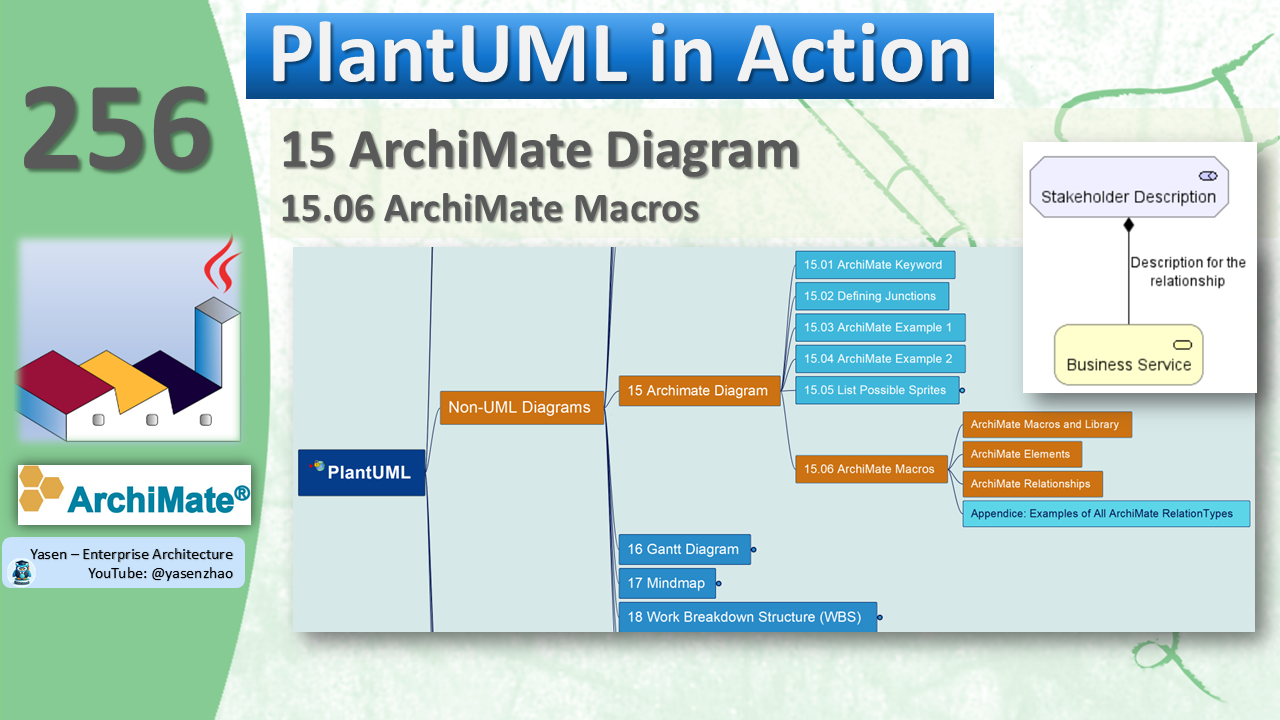 PlantUML in Action
256
15 ArchiMate Diagram
15.06 ArchiMate Macros
Stakeholder Description
Description for the
relationship
Business Service
15.01 ArchiMate Keyword
15.02 Defining Junctions
15.03 ArchiMate Example 1
15.04 ArchiMate Example 2
15.05 List Possible Sprites
15 Archimate Diagram
Non-UML Diagrams
ArchiMate Macros and Library
ArchiMate Elements
15.06 ArchiMate Macros
ArchiMate Relationships
Appendice: Examples of All ArchiMate RelationTypes
PlantUML
16 Gantt Diagram
17 Mindmap
18 Work Breakdown Structure (WBS)
ArchiMate®
Yasen – Enterprise Architecture
YouTube: @yasenzhao